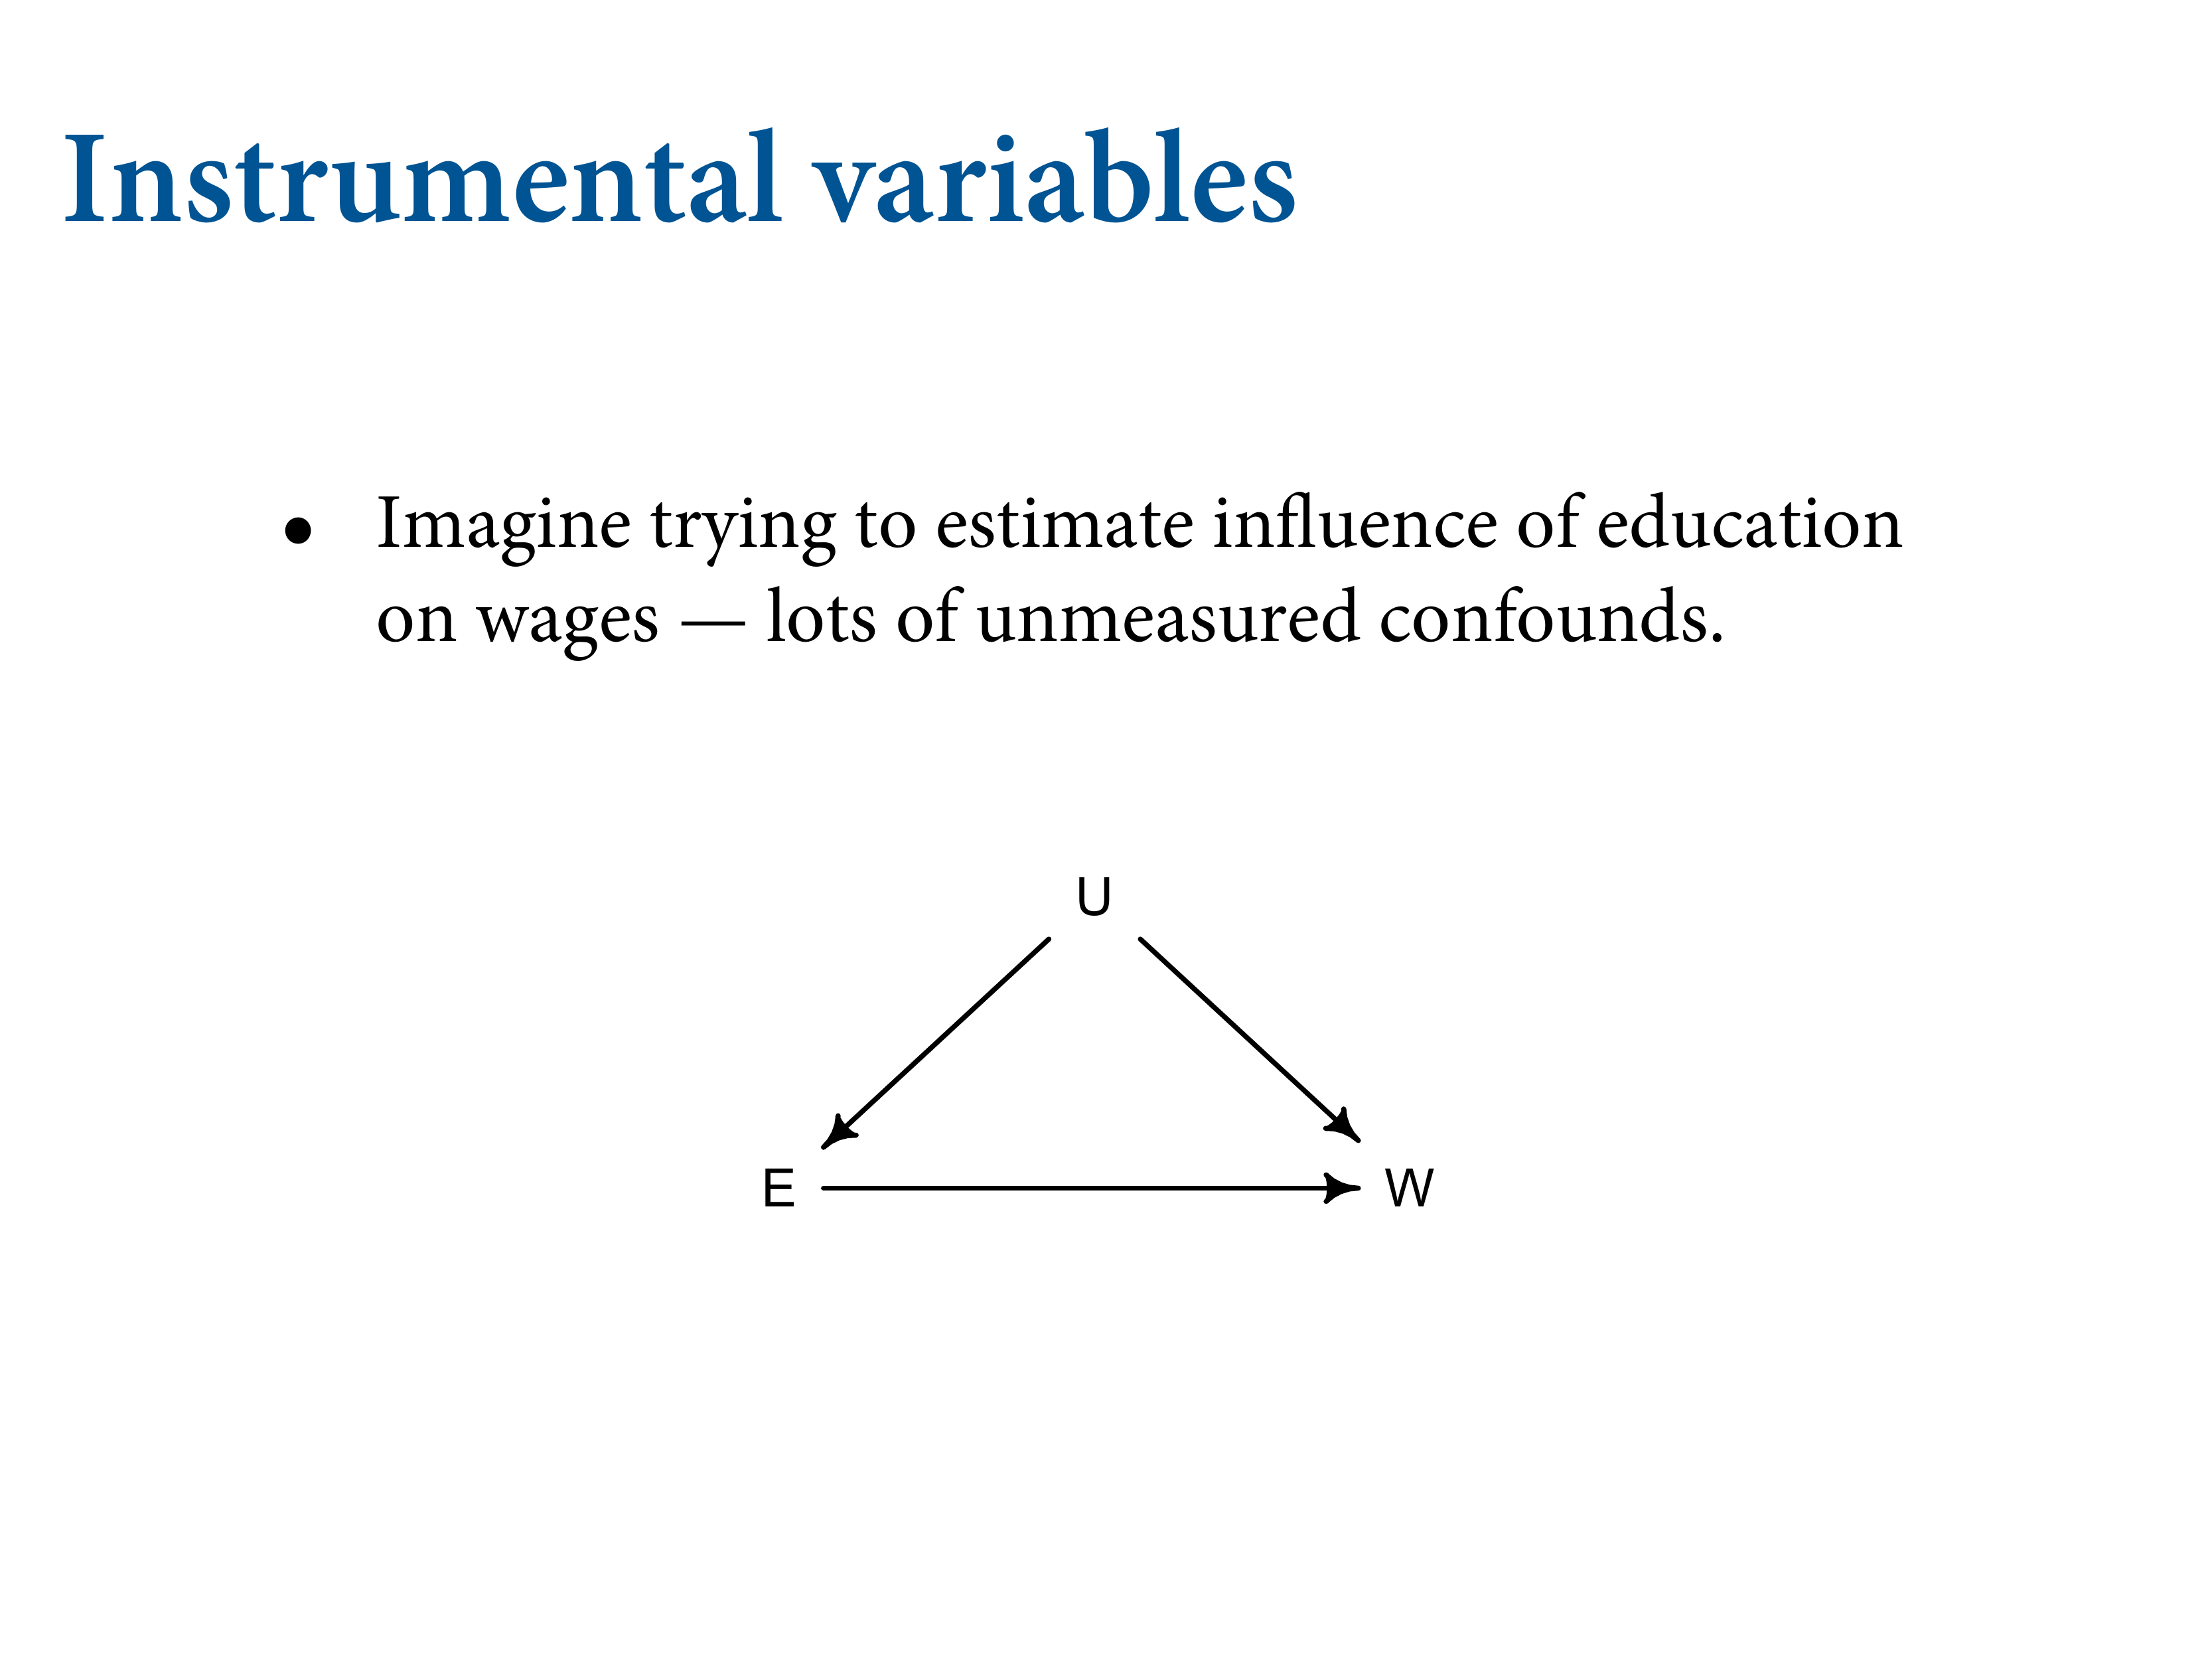 Instrumental variables
• Imagine trying to estimate influence of education
on wages — lots of unmeasured confounds.
U
E W